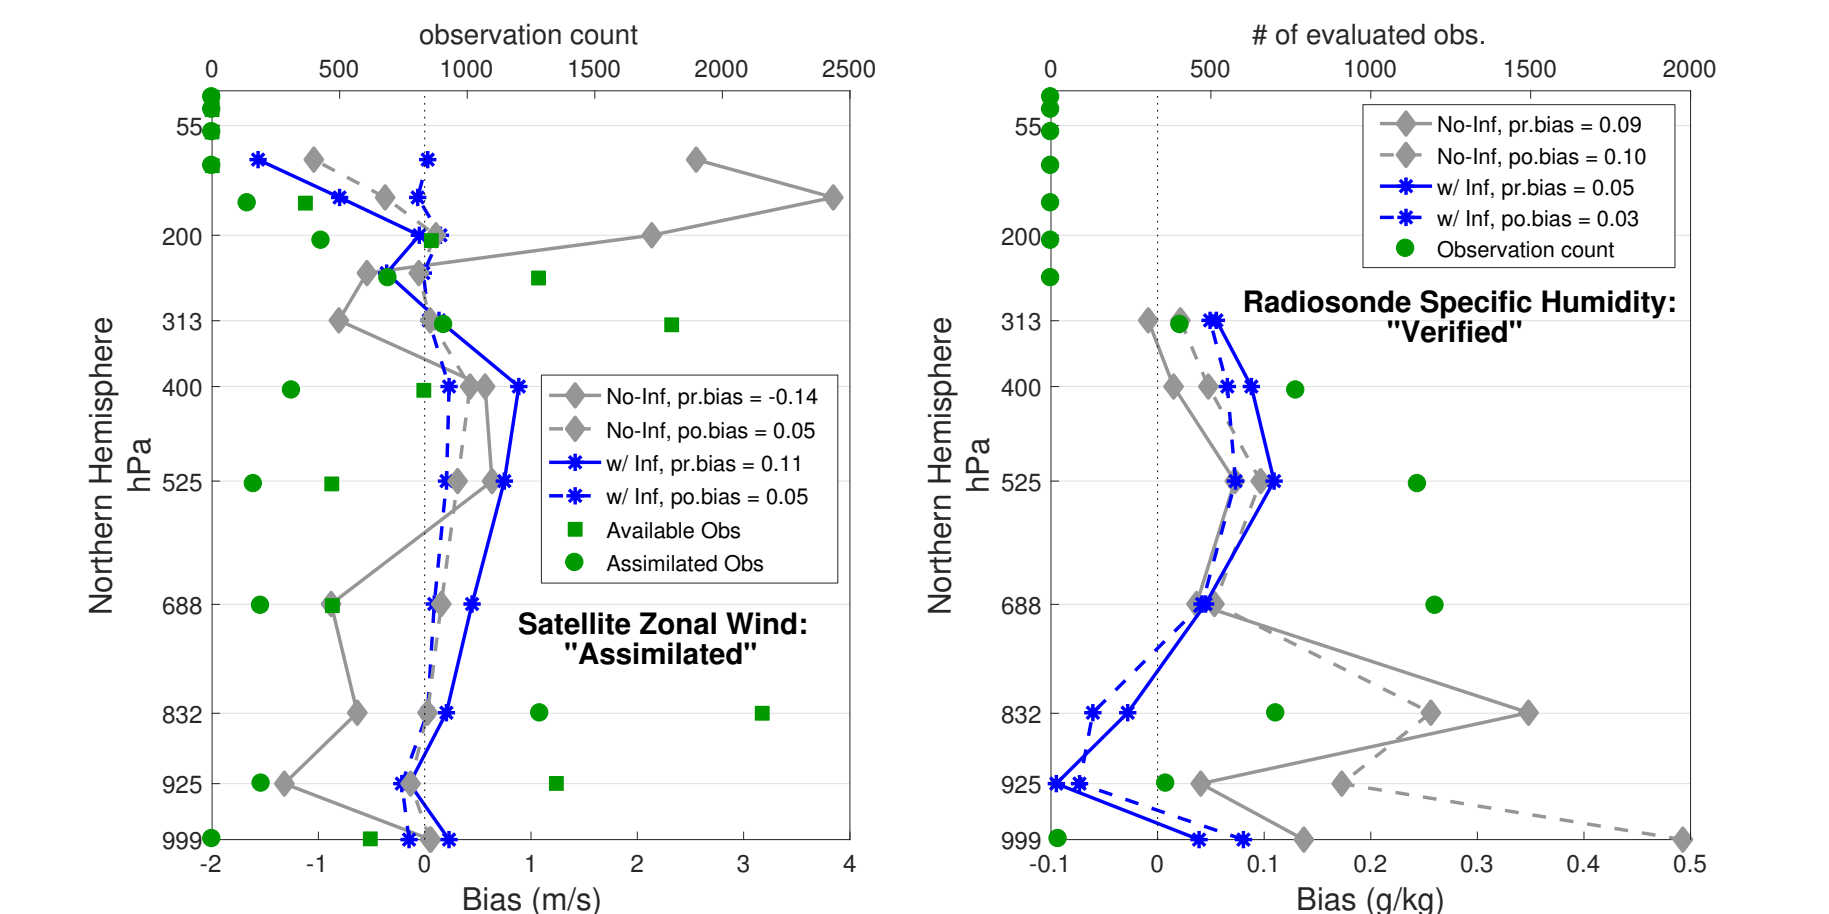 observation count
0 500 1000 1500 2000 2500
55
200
313
400
525
688
832
925
999
Northern Hemisphere
hPa
No-Inf, pr.bias = -0.14
No-Inf, po.bias = 0.05
w/ Inf, pr.bias = 0.11
w/ Inf, po.bias = 0.05
Available Obs
Assimilated Obs
Satellite Zonal Wind:
"Assimilated"
-2 -1 0 1 2 3 4
Bias (m/s)
# of evaluated obs.
0 500 1000 1500 2000
55
200
313
400
525
688
832
925
999
Northern Hemisphere
hPa
No-Inf, pr.bias = 0.09
No-Inf, po.bias = 0.10
w/ Inf, pr.bias = 0.05
w/ Inf, po.bias = 0.03
Observation count
Radiosonde Specific Humidity:
"Verified"
-0.1 0 0.1 0.2 0.3 0.4 0.5
Bias (g/kg)